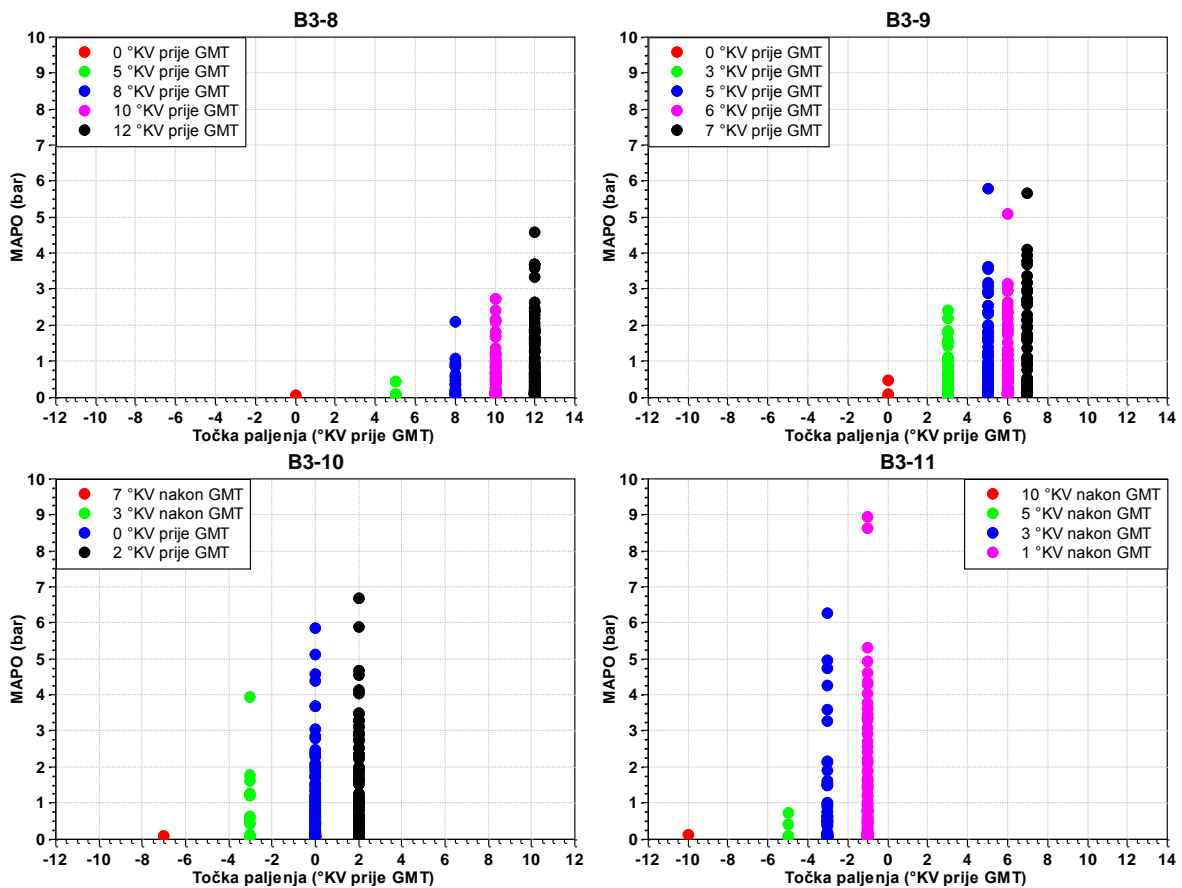 B3-8
0 °KV prije GMT
5 °KV prije GMT
8 °KV prije GMT
10 °KV prije GMT
12 °KV prije GMT
MAPO (bar)
10
9
8
7
6
5
4
3
2
1
0
-12 -10 -8 -6 -4 -2 0 2 4 6 8 10 12 14
Točka paljenja (°KV prije GMT)
B3-9
0 °KV prije GMT
3 °KV prije GMT
5 °KV prije GMT
6 °KV prije GMT
7 °KV prije GMT
MAPO (bar)
10
9
8
7
6
5
4
3
2
1
0
-12 -10 -8 -6 -4 -2 0 2 4 6 8 10 12 14
Točka paljenja (°KV prije GMT)
B3-10
7 °KV nakon GMT
3 °KV nakon GMT
0 °KV prije GMT
2 °KV prije GMT
MAPO (bar)
10
9
8
7
6
5
4
3
2
1
0
-12 -10 -8 -6 -4 -2 0 2 4 6 8 10 12 14
Točka paljenja (°KV prije GMT)
B3-11
10 °KV nakon GMT
5 °KV nakon GMT
3 °KV nakon GMT
1 °KV nakon GMT
MAPO (bar)
10
9
8
7
6
5
4
3
2
1
0
-12 -10 -8 -6 -4 -2 0 2 4 6 8 10 12 14
Točka paljenja (°KV prije GMT)